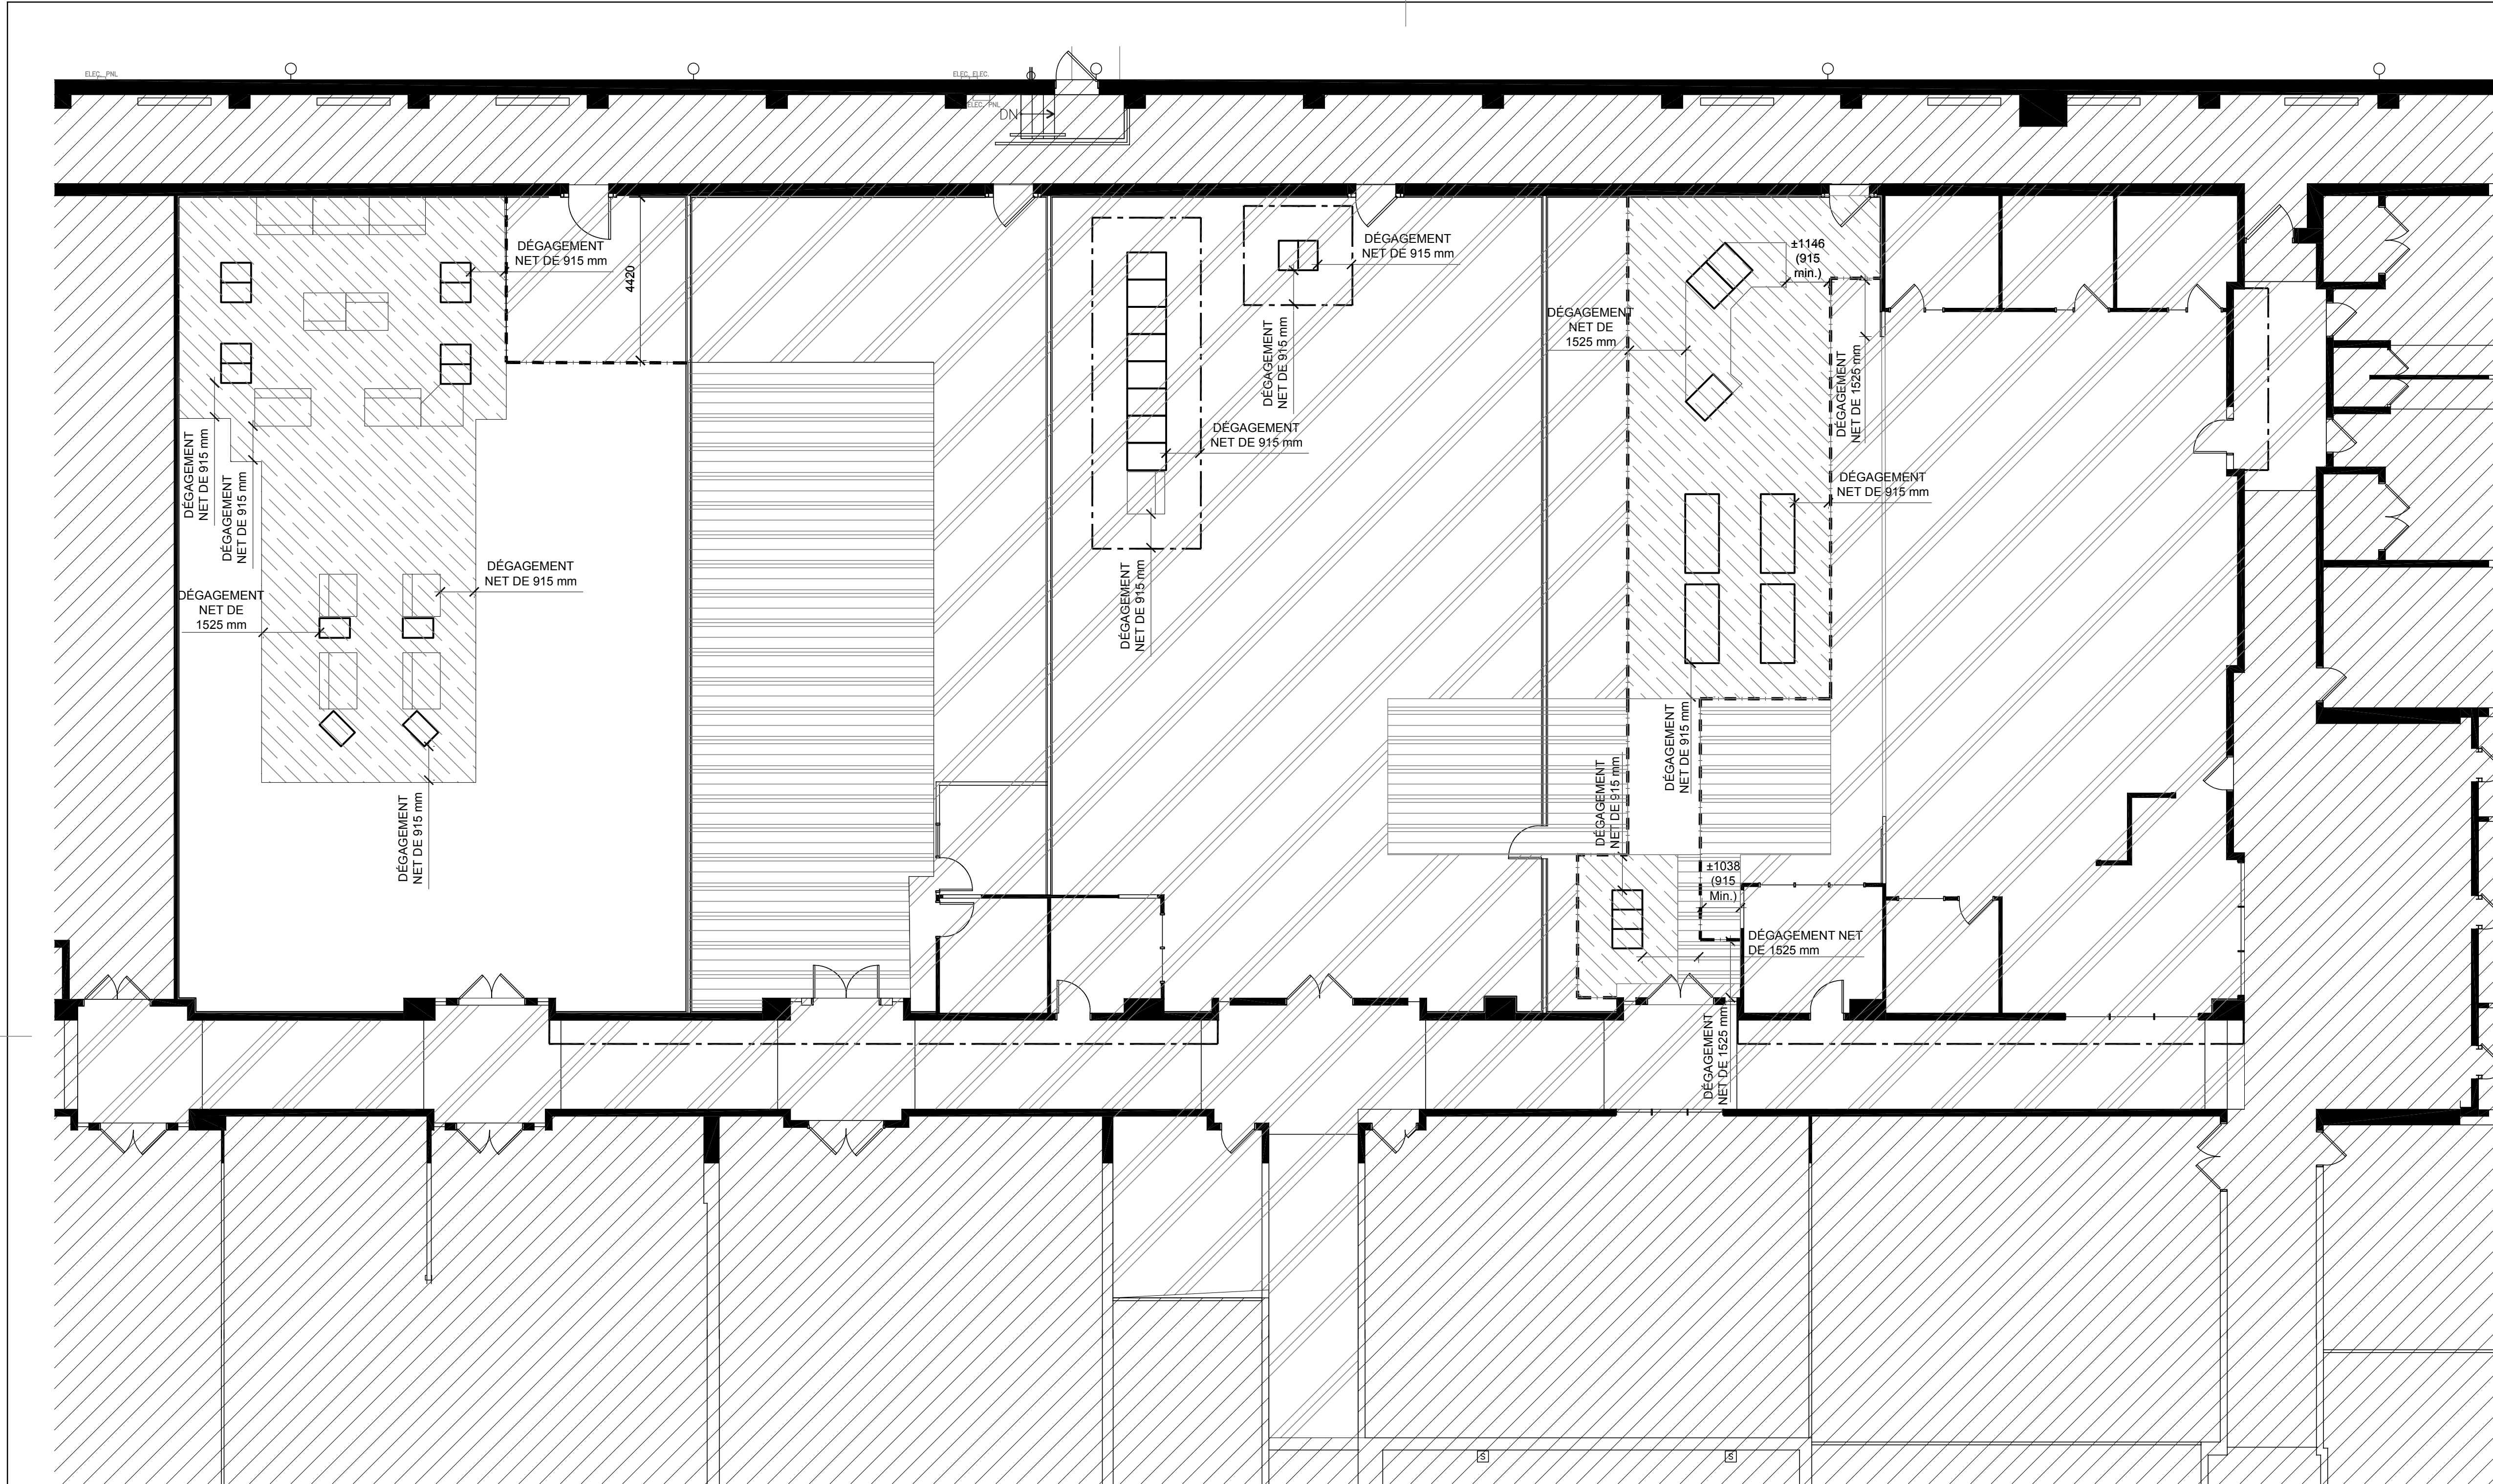 ELEC. PNL
ELEC. ELEC.
ELEC. PNL
DN
DÉGAGEMENT
NET DE 915 mm
4420
DÉGAGEMENT
NET DE 915 mm
±1146
(915
min.)
DÉGAGEMENT
NET DE
1525 mm
DÉGAGEMENT
NET DE 915 mm
DÉGAGEMENT
NET DE 1525 mm
DÉGAGEMENT
NET DE 915 mm
DÉGAGEMENT
NET DE 915 mm
DÉGAGEMENT
NET DE 915 mm
DÉGAGEMENT
NET DE 915 mm
DÉGAGEMENT
NET DE 915 mm
DÉGAGEMENT
NET DE
1525 mm
DÉGAGEMENT
NET DE 915 mm
DÉGAGEMENT
NET DE 915 mm
DÉGAGEMENT
NET DE 915 mm
DÉGAGEMENT
NET DE 915 mm
±1038
(915
Min.)
DÉGAGEMENT NET
DE 1525 mm
DÉGAGEMENT
NET DE 1525 mm
S
S